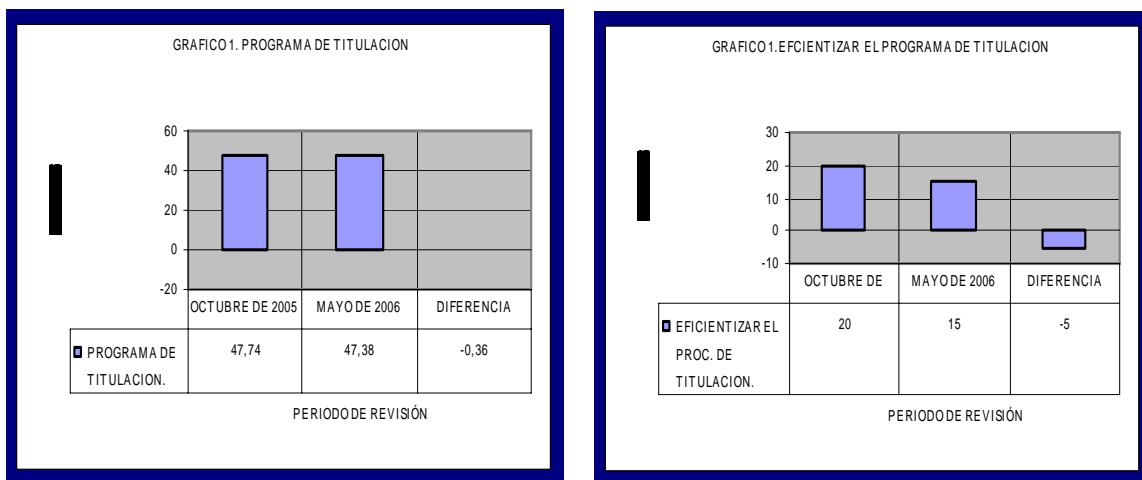 GRAFICO 1. PROGRAMA DE TITULACION
60
40
20
0
-20
OCTUBRE DE 2005 MAYO DE 2006 DIFERENCIA
PROGRAMA DE 47,74 47,38 -0,36
TITULACION.
PERIODO DE REVISIÓN
GRAFICO 1. EFCIENTIZAR EL PROGRAMA DE TITULACION
30
20
10
0
-10
OCTUBRE DE MAYO DE 2006 DIFERENCIA
EFICIENTIZAR EL 20 15 -5
PROC. DE
TITULACION.
PERIODO DE REVISIÓN